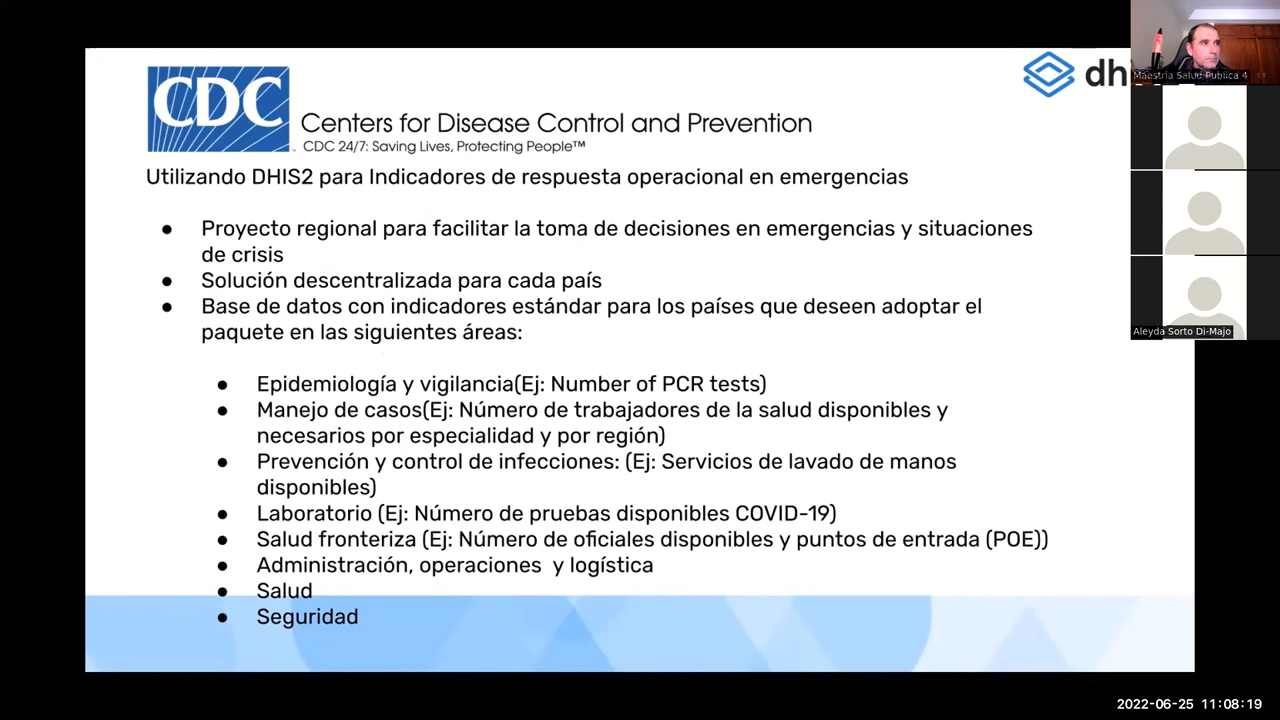 CDC
Centers for Disease Control and Prevention
CDC 24/7: Saving Lives, Protecting People™
dh
Maestria Salud Publica 4
Utilizando DHIS2 para Indicadores de respuesta operacional en emergencias
● Proyecto regional para facilitar la toma de decisiones en emergencias y situaciones
de crisis
● Solución descentralizada para cada país
● Base de datos con indicadores estándar para los países que deseen adoptar el
paquete en las siguientes áreas:
Aleyda Sorto Di-Majo
● Epidemiología y vigilancia(Ej: Number of PCR tests)
● Manejo de casos(Ej: Número de trabajadores de la salud disponibles y
necesarios por especialidad y por región)
● Prevención y control de infecciones: (Ej: Servicios de lavado de manos
disponibles)
● Laboratorio (Ej: Número de pruebas disponibles COVID-19)
● Salud fronteriza (Ej: Número de oficiales disponibles y puntos de entrada (POE))
● Administración, operaciones y logística
● Salud
● Seguridad
2022-06-25 11:08:19